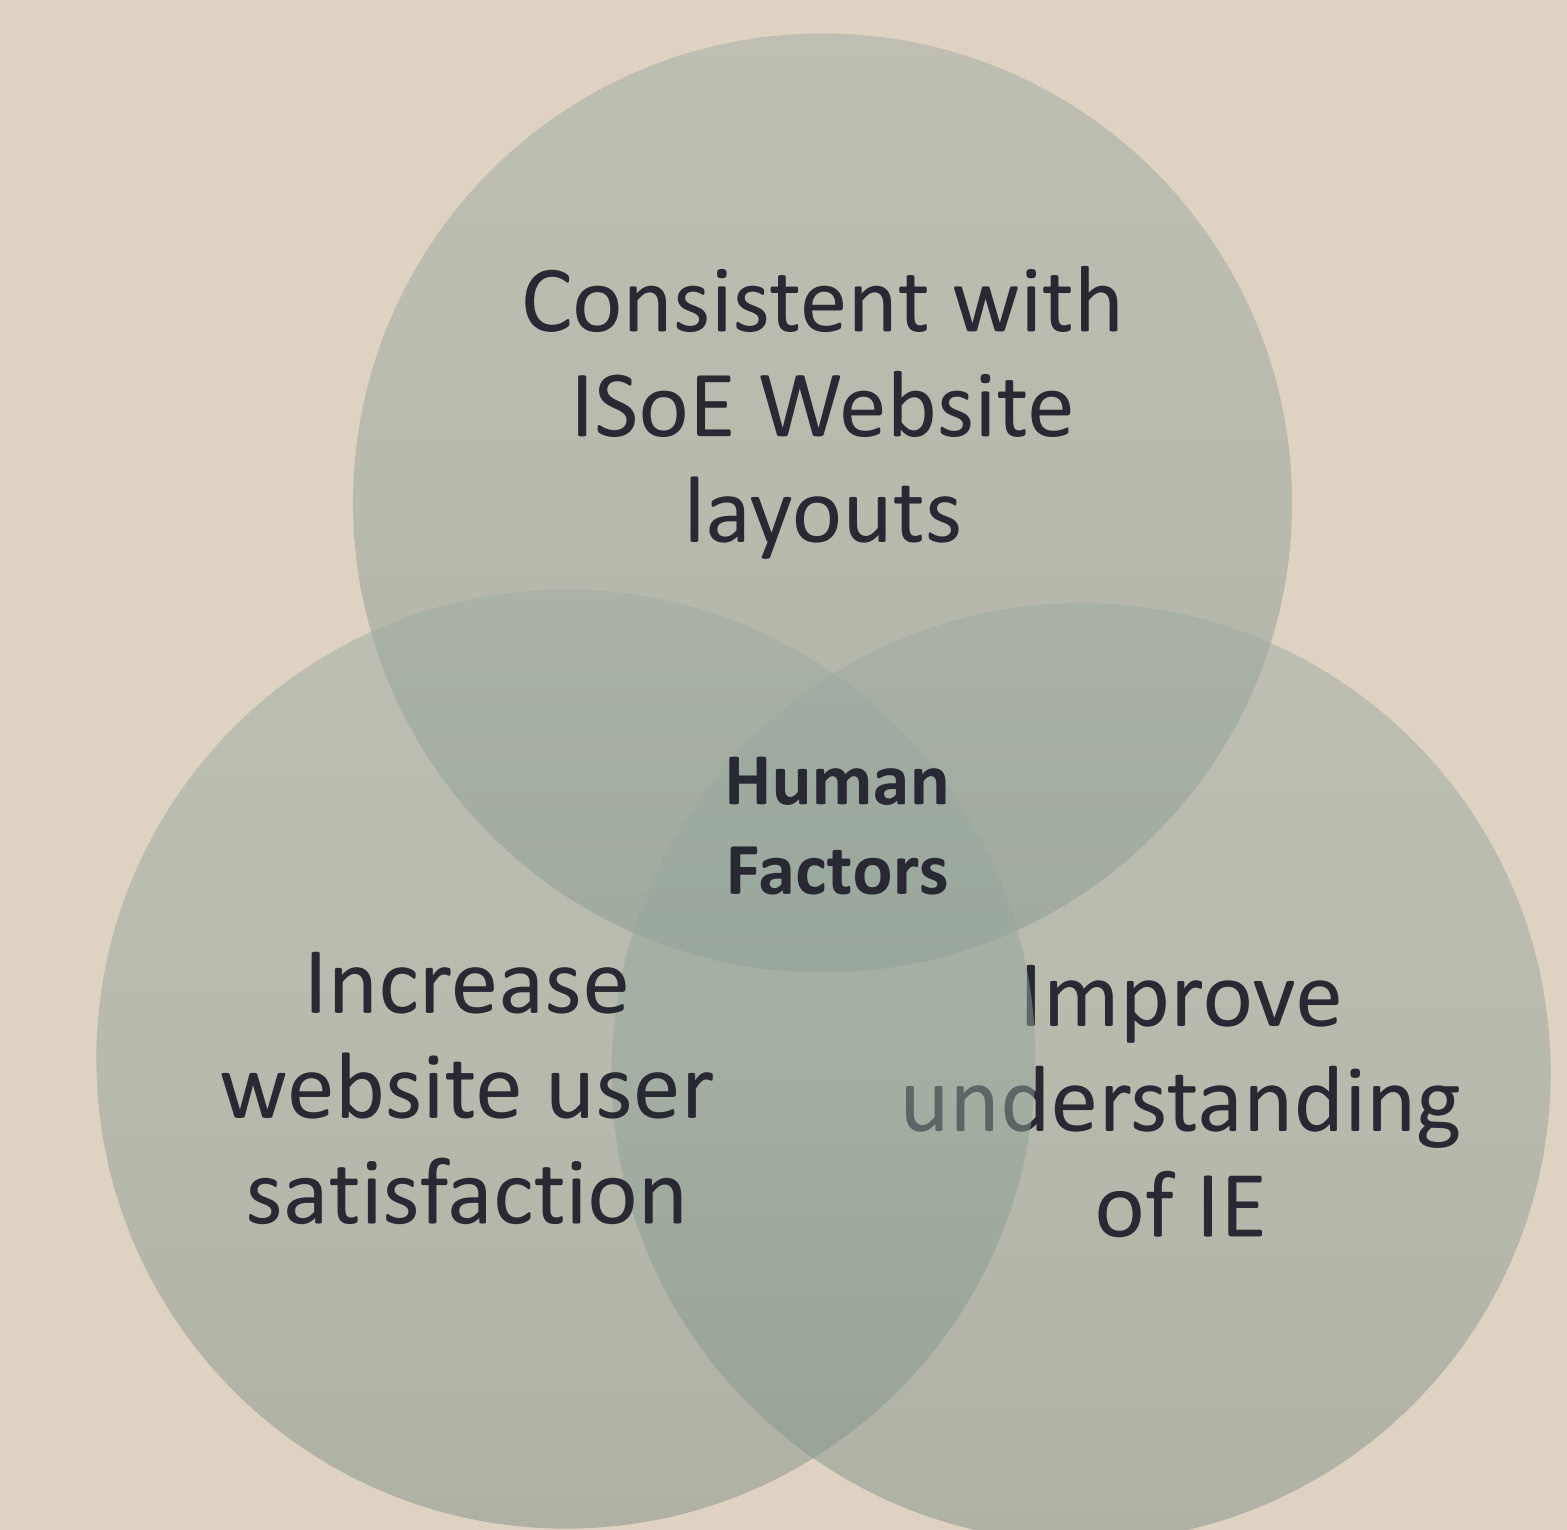 Consistent with
ISoE Website
layouts
Human
Factors
Increase
website user
satisfaction
Improve
understanding
of IE